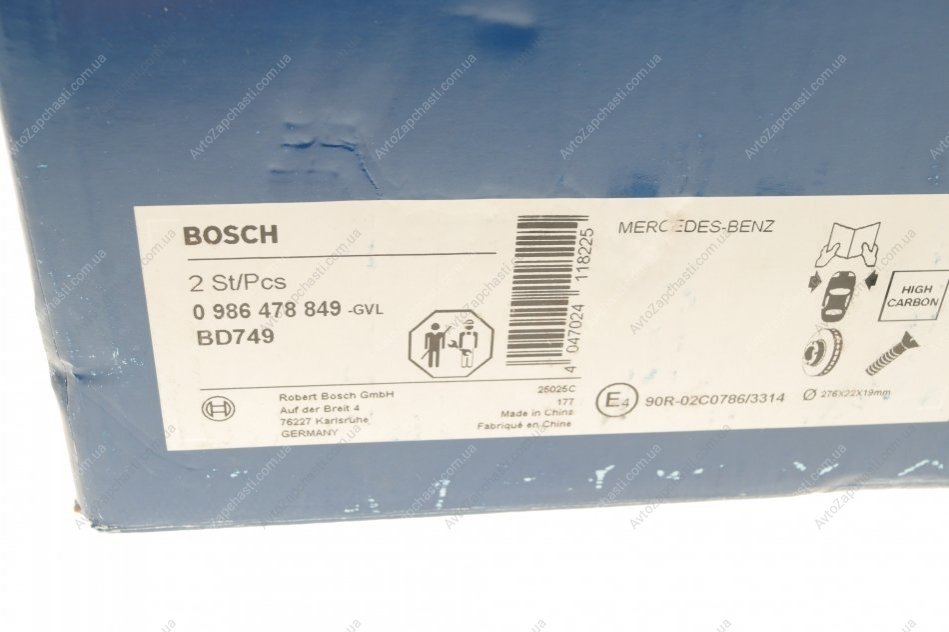 BOSCH
2 St/Pcs
0 986 478 849 -GVL
BD749
Robert Bosch GmbH
Auf der Breit 4
76227 Karlsruhe
GERMANY
25025C
177
Made in China
Fabriqué en Chine
4 047024 118225
MERCEDES-BENZ
HIGH
CARBON
E4
90R-02C0786/3314
Ø 276X22X19mm
AvtoZapchasti.com.ua